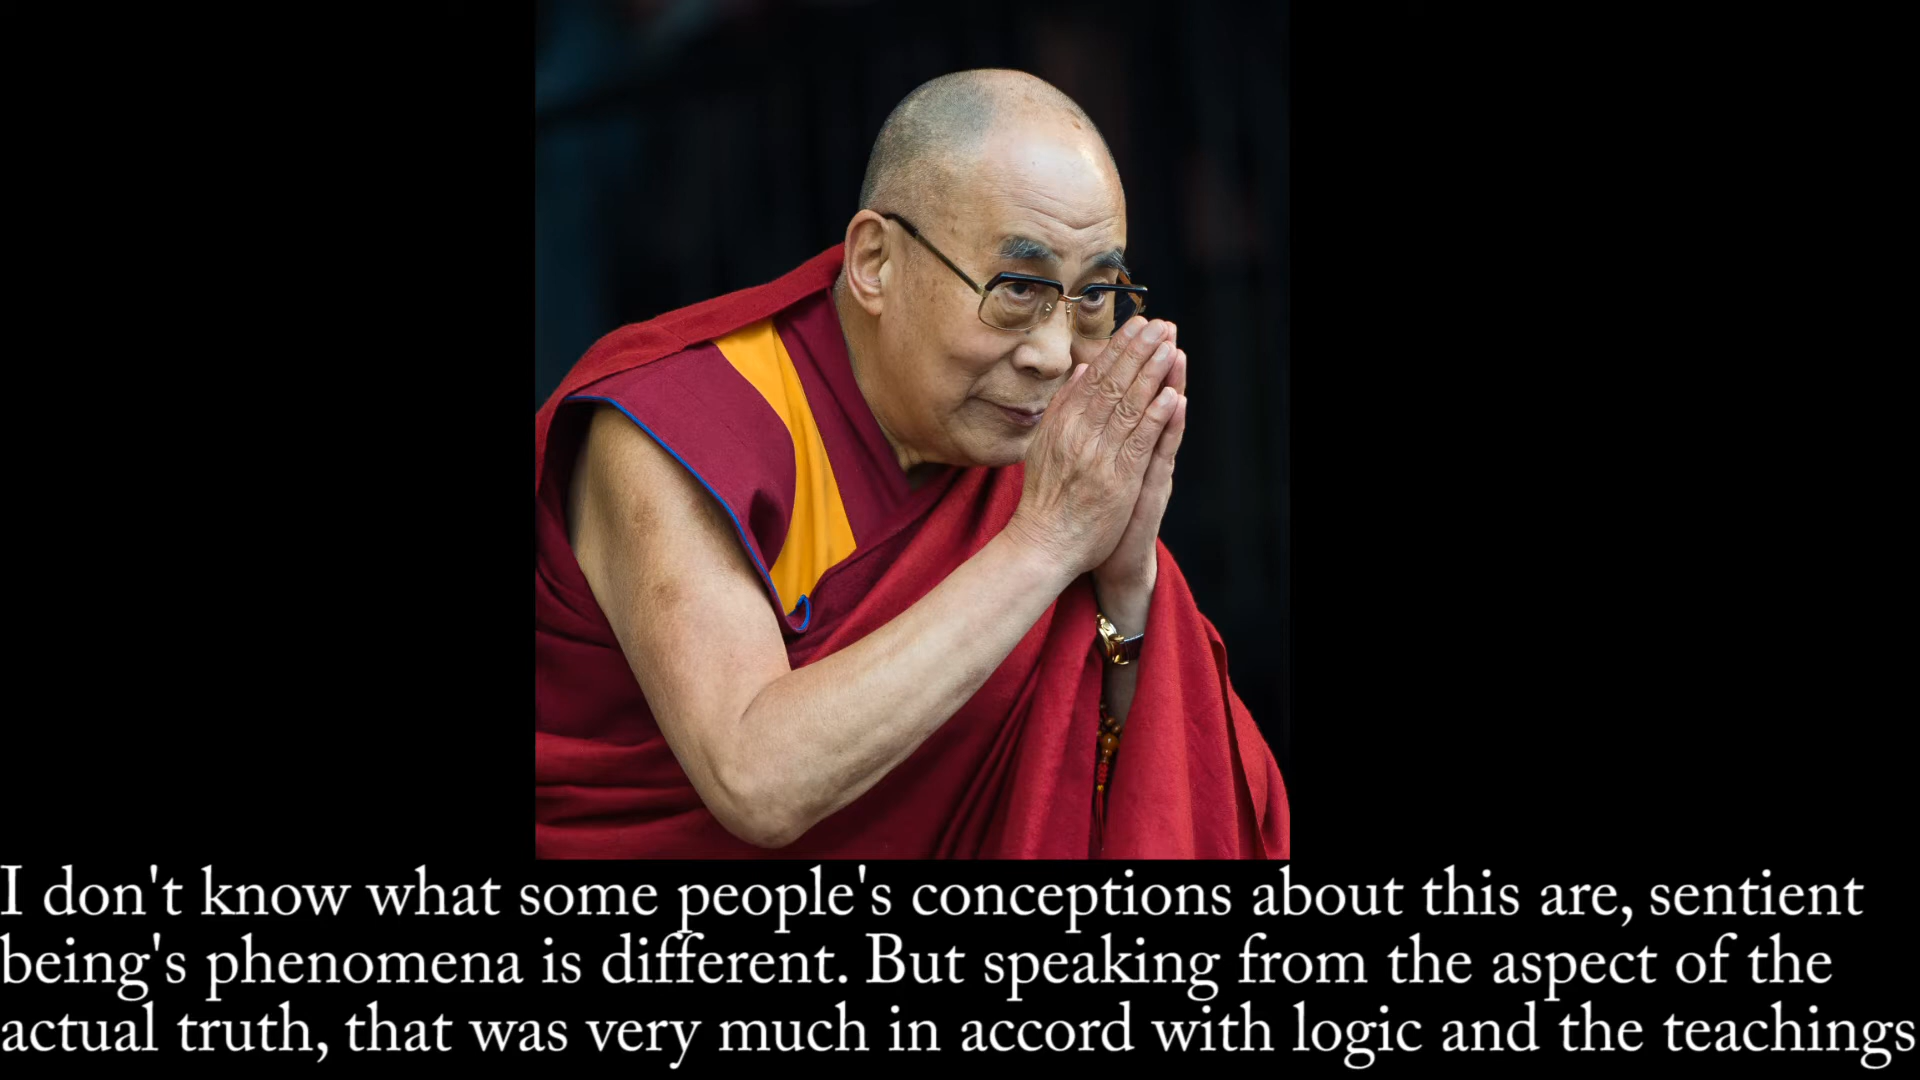 I don't know what some people's conceptions about this are, sentient
being's phenomena is different. But speaking from the aspect of the
actual truth, that was very much in accord with logic and the teachings